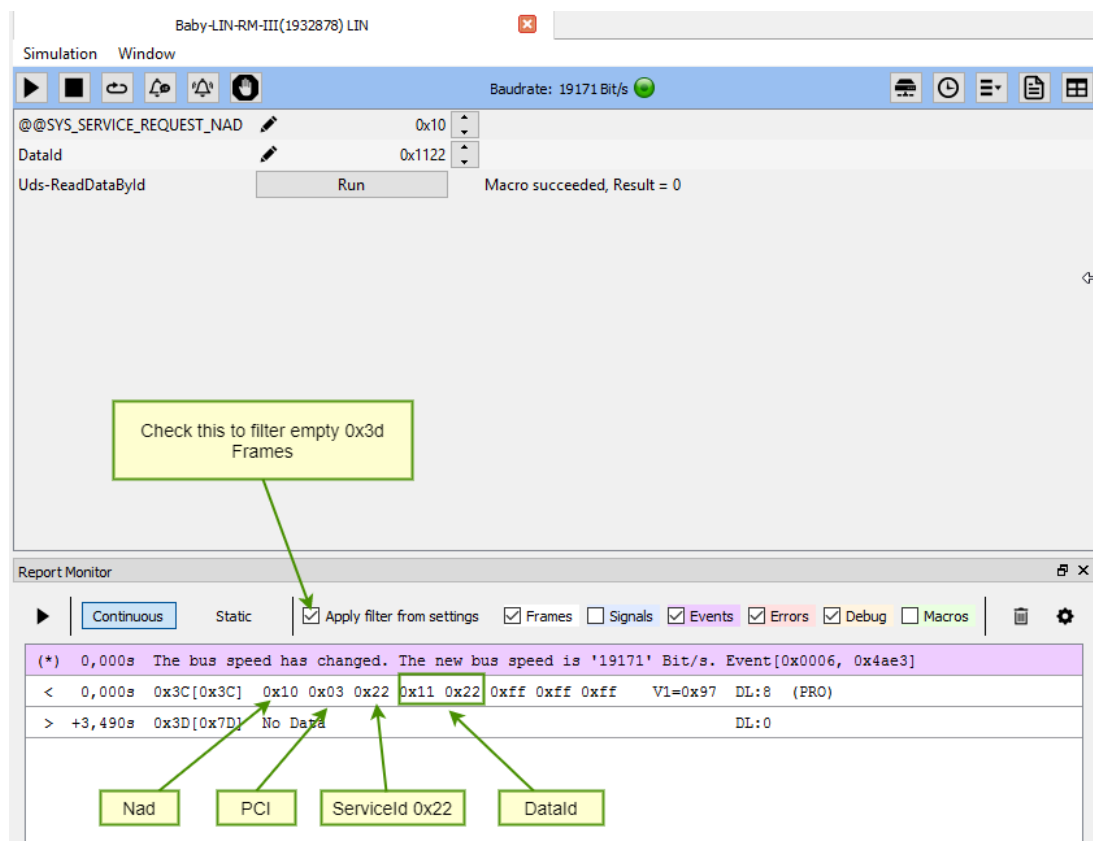 Baby-LIN-RM-III(1932878) LIN
Simulation Window
Baudrate: 19171 Bit/s
@@SYS_SERVICE_REQUEST_NAD 0x10
DataId 0x1122
Uds-ReadDataById Run Macro succeeded, Result = 0
Check this to filter empty 0x3d
Frames
Report Monitor
Continuous Static Apply filter from settings Frames Signals Events Errors Debug Macros
(*) 0,000s The bus speed has changed. The new bus speed is '19171' Bit/s. Event[0x0006, 0x4ae3]
< 0,000s 0x3C[0x3C] 0x10 0x03 0x22 0x11 0x22 0xff 0xff 0xff V1=0x97 DL:8 (PRO)
> +3,490s 0x3D[0x7D] No Data DL:0
Nad PCI ServiceId 0x22 DataId